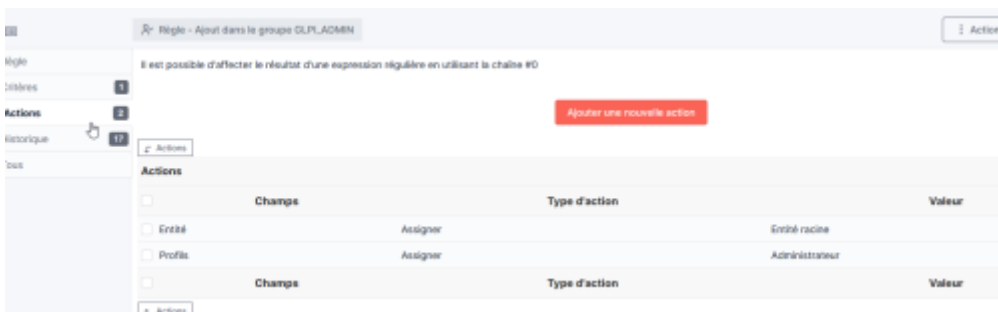 Règle - Ajout dans le groupe GLPI_ADMIN
Action
Règle
Il est possible d'affecter le résultat d'une expression régulière en utilisant la chaîne #0
Critères 1
Actions 2
Ajouter une nouvelle action
Historique 17
Tous
Actions
Actions
Champs Type d'action Valeur
Entité Assigner Entité racine
Profils Assigner Administrateur
Champs Type d'action Valeur
Actions